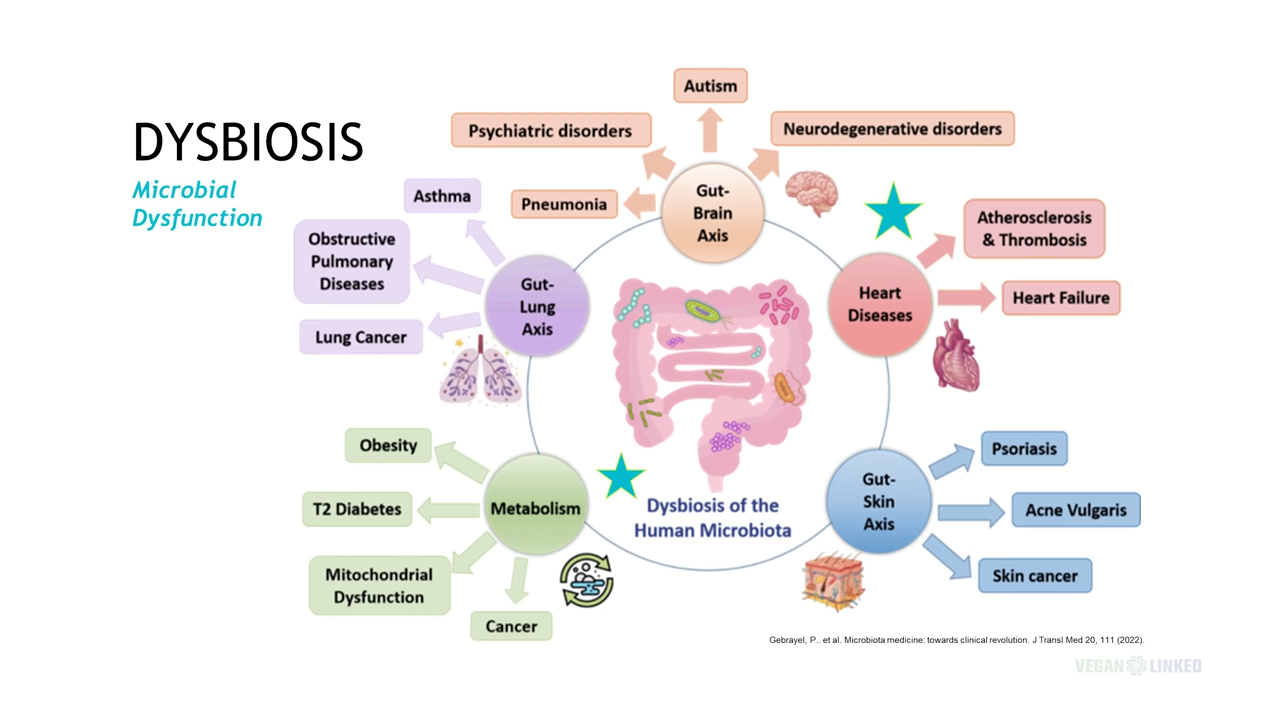 DYSBIOSIS
Microbial
Dysfunction
Autism
Psychiatric disorders
Neurodegenerative disorders
Pneumonia
Gut-
Brain
Axis
Asthma
Obstructive
Pulmonary
Diseases
Lung Cancer
Gut-
Lung
Axis
Heart
Diseases
Atherosclerosis
& Thrombosis
Heart Failure
Obesity
T2 Diabetes
Mitochondrial
Dysfunction
Cancer
Metabolism
Dysbiosis of the
Human Microbiota
Gut-
Skin
Axis
Psoriasis
Acne Vulgaris
Skin cancer
Gebrayel, P.. et al. Microbiota medicine: towards clinical revolution. J Transl Med 20, 111 (2022).
VEGAN LINKED